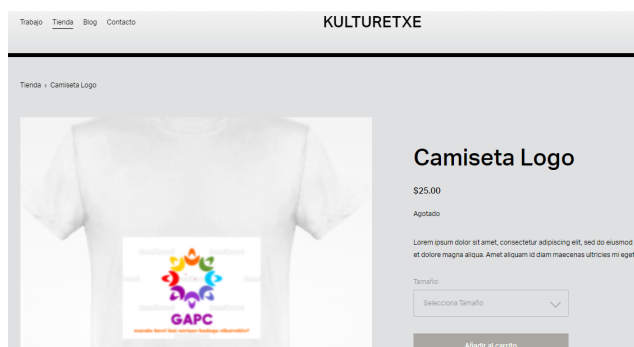 Trabajo Tienda Blog Contacto
KULTURETXE
Tienda › Camiseta Logo
Camiseta Logo
$25.00
Agotado
Lorem ipsum dolor sit amet, consectetur adipiscing elit, sed do eiusmod
et dolore magna aliqua. Amet aliquam id diam maecenas ultricies mi eget
Tamaño:
Selecciona Tamaño
Añadir al carrito
GAPC